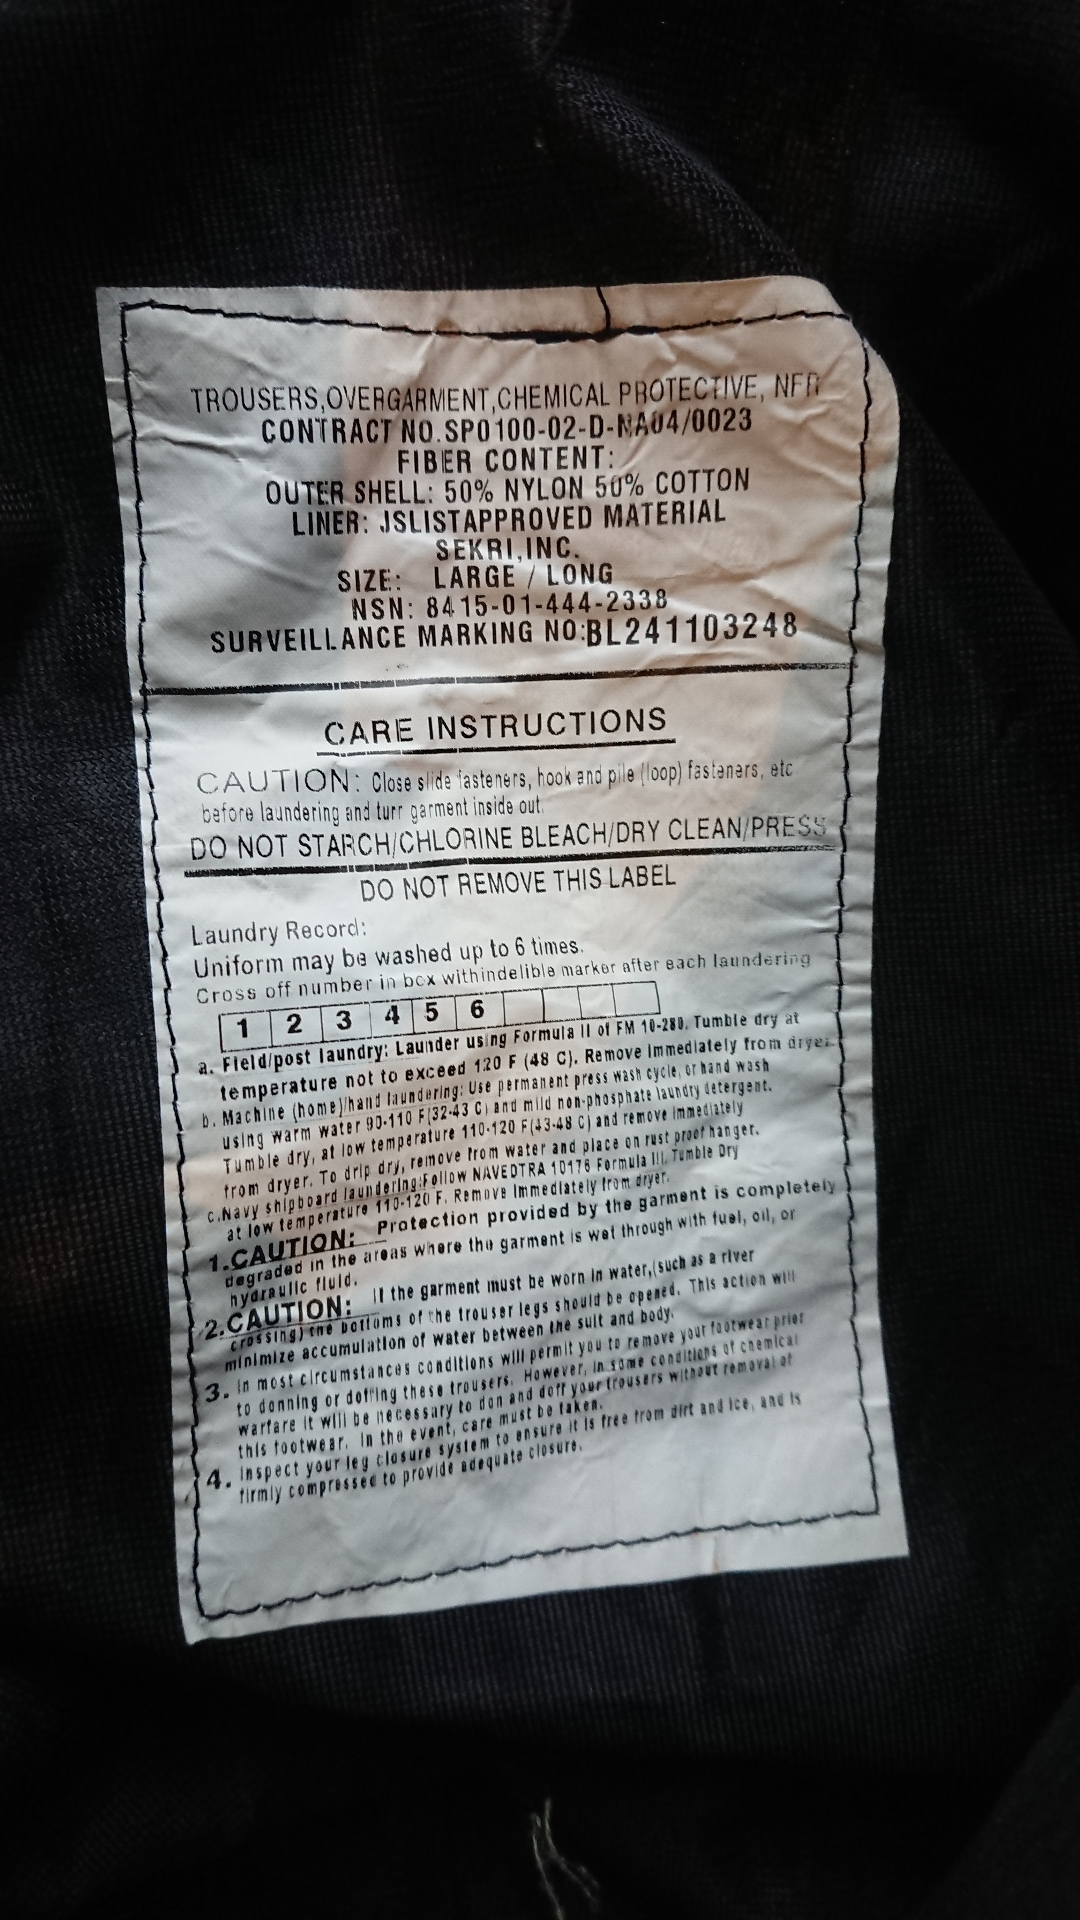 TROUSERS,OVERGARMENT,CHEMICAL PROTECTIVE, NFR
CONTRACT NO.SP0100-02-D-NA04/0023
FIBER CONTENT:
OUTER SHELL: 50% NYLON 50% COTTON
LINER: JSLISTAPPROVED MATERIAL
SEKRI,INC.
SIZE: LARGE / LONG
NSN: 8415-01-444-2338
SURVEILLANCE MARKING NO:BL241103248
CARE INSTRUCTIONS
CAUTION: Close slide fasteners, hook and pile (loop) fasteners, etc
before laundering and turr garment inside out.
DO NOT STARCH/CHLORINE BLEACH/DRY CLEAN/PRESS
DO NOT REMOVE THIS LABEL
Laundry Record:
Uniform may be washed up to 6 times.
Cross off number in bcx withindelible marker after each laundering
1 2 3 4 5 6
a. Field/post laundry: Launder using Formula II of FM 10-280. Tumble dry at
temperature not to exceed 120 F (48 C). Remove immediately from dryer.
b. Machine (home)/hand laundering: Use permanent press wash cycle, or hand wash
using warm water 90-110 F(32-43 C) and mild non-phosphate laundry detergent.
Tumble dry, at low temperature 110-120 F(43-48 C) and remove immediately
from dryer. To drip dry, remove from water and place on rust proof hanger.
c.Navy shipboard laundering:Follow NAVEDTRA 10176 Formula III. Tumble Dry
at low temperature 110-120 F. Remove immediately from dryer.
1.CAUTION: Protection provided by the garment is completely
degraded in the areas where the garment is wet through with fuel, oil, or
hydraulic fluid.
2.CAUTION: If the garment must be worn in water,(such as a river
crossing) the bottoms of the trouser legs should be opened. This action will
minimize accumulation of water between the suit and body.
3. In most circumstances conditions will permit you to remove your footwear prior
to donning or doffing these trousers. However, in some conditions of chemical
warfare it will be necessary to don and doff your trousers without removal of
this footwear. In the event, care must be taken.
4. Inspect your leg closure system to ensure it is free from dirt and ice, and is
firmly compressed to provide adequate closure.